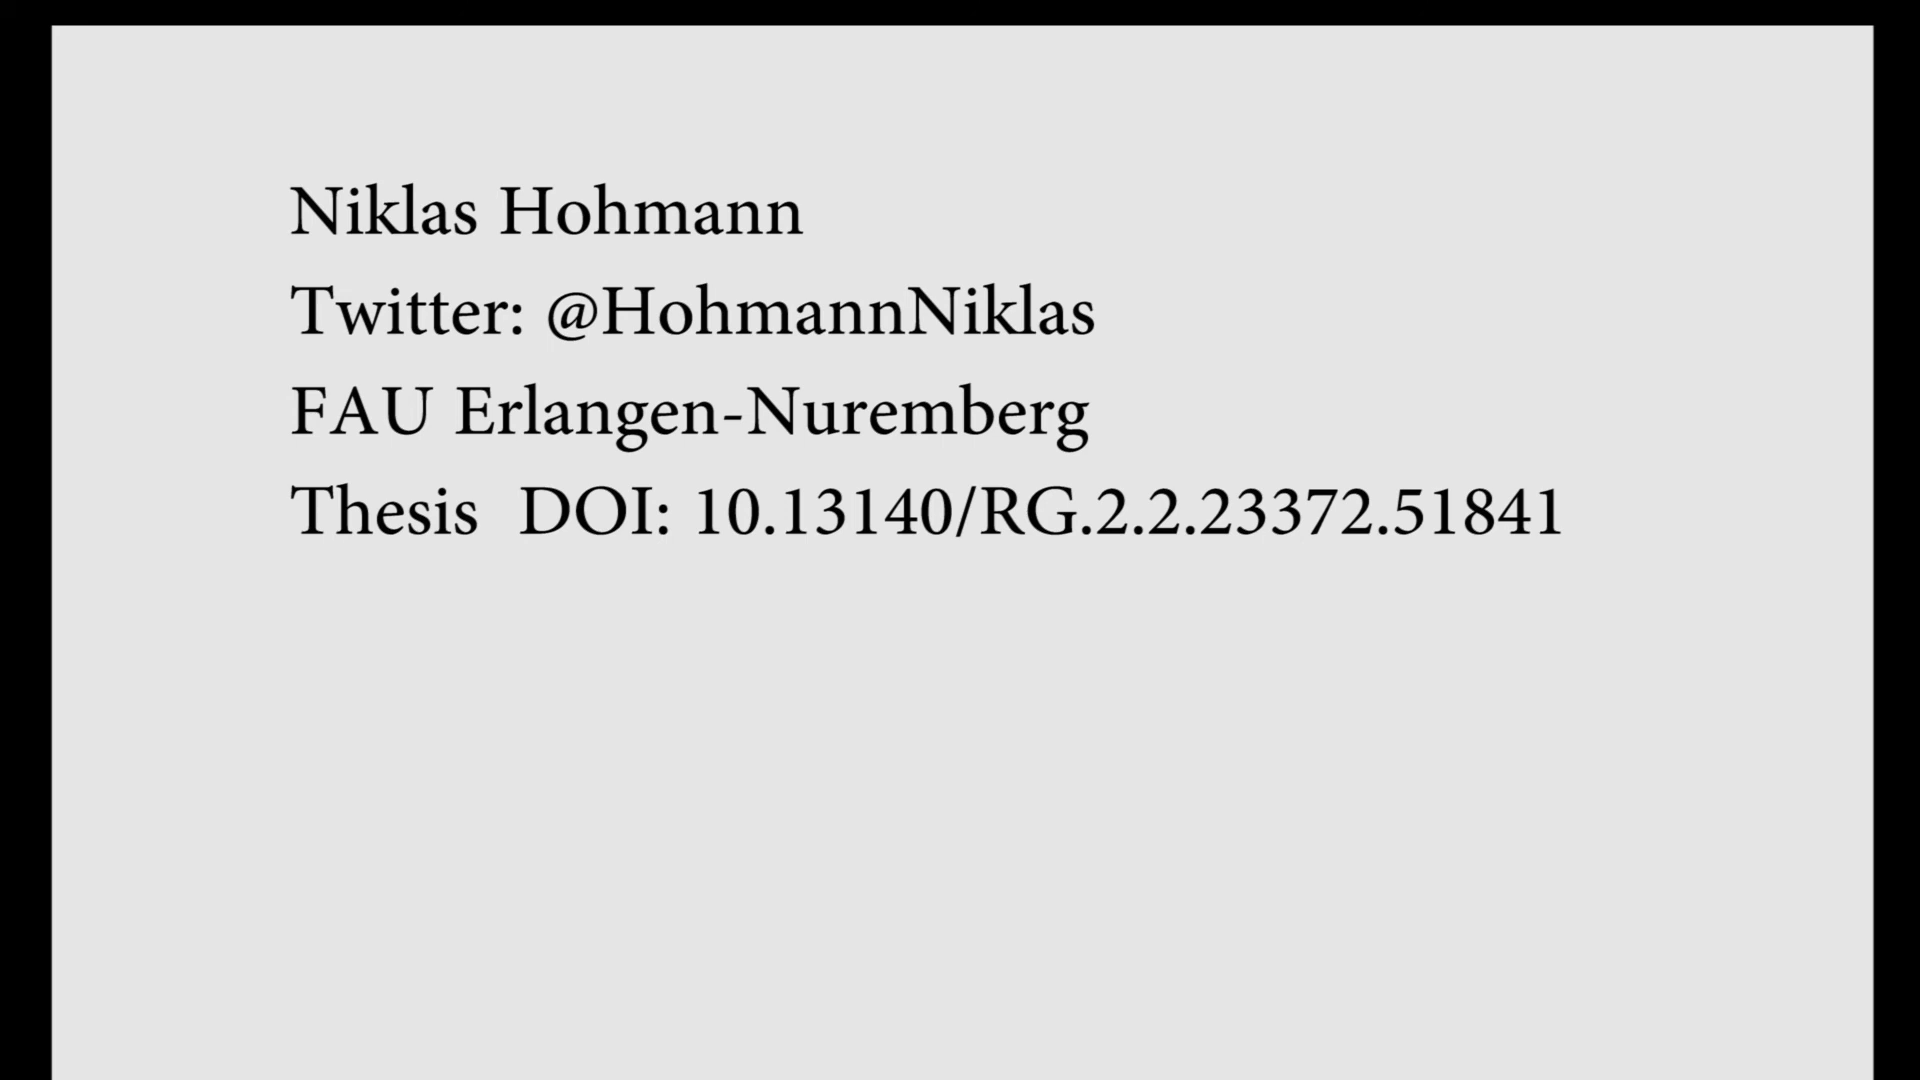 Niklas Hohmann
Twitter: @HohmannNiklas
FAU Erlangen-Nuremberg
Thesis  DOI: 10.13140/RG.2.2.23372.51841